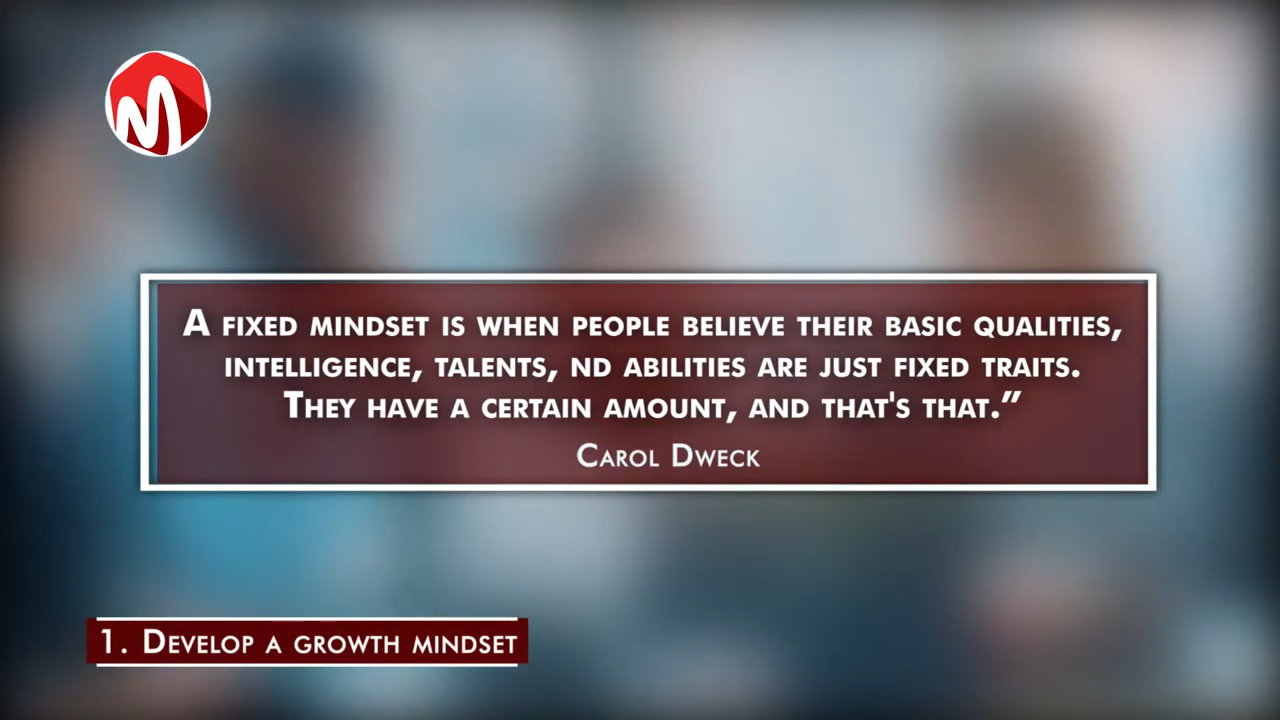 A FIXED MINDSET IS WHEN PEOPLE BELIEVE THEIR BASIC QUALITIES,
INTELLIGENCE, TALENTS, ND ABILITIES ARE JUST FIXED TRAITS.
THEY HAVE A CERTAIN AMOUNT, AND THAT'S THAT.”
CAROL DWECK
1. DEVELOP A GROWTH MINDSET